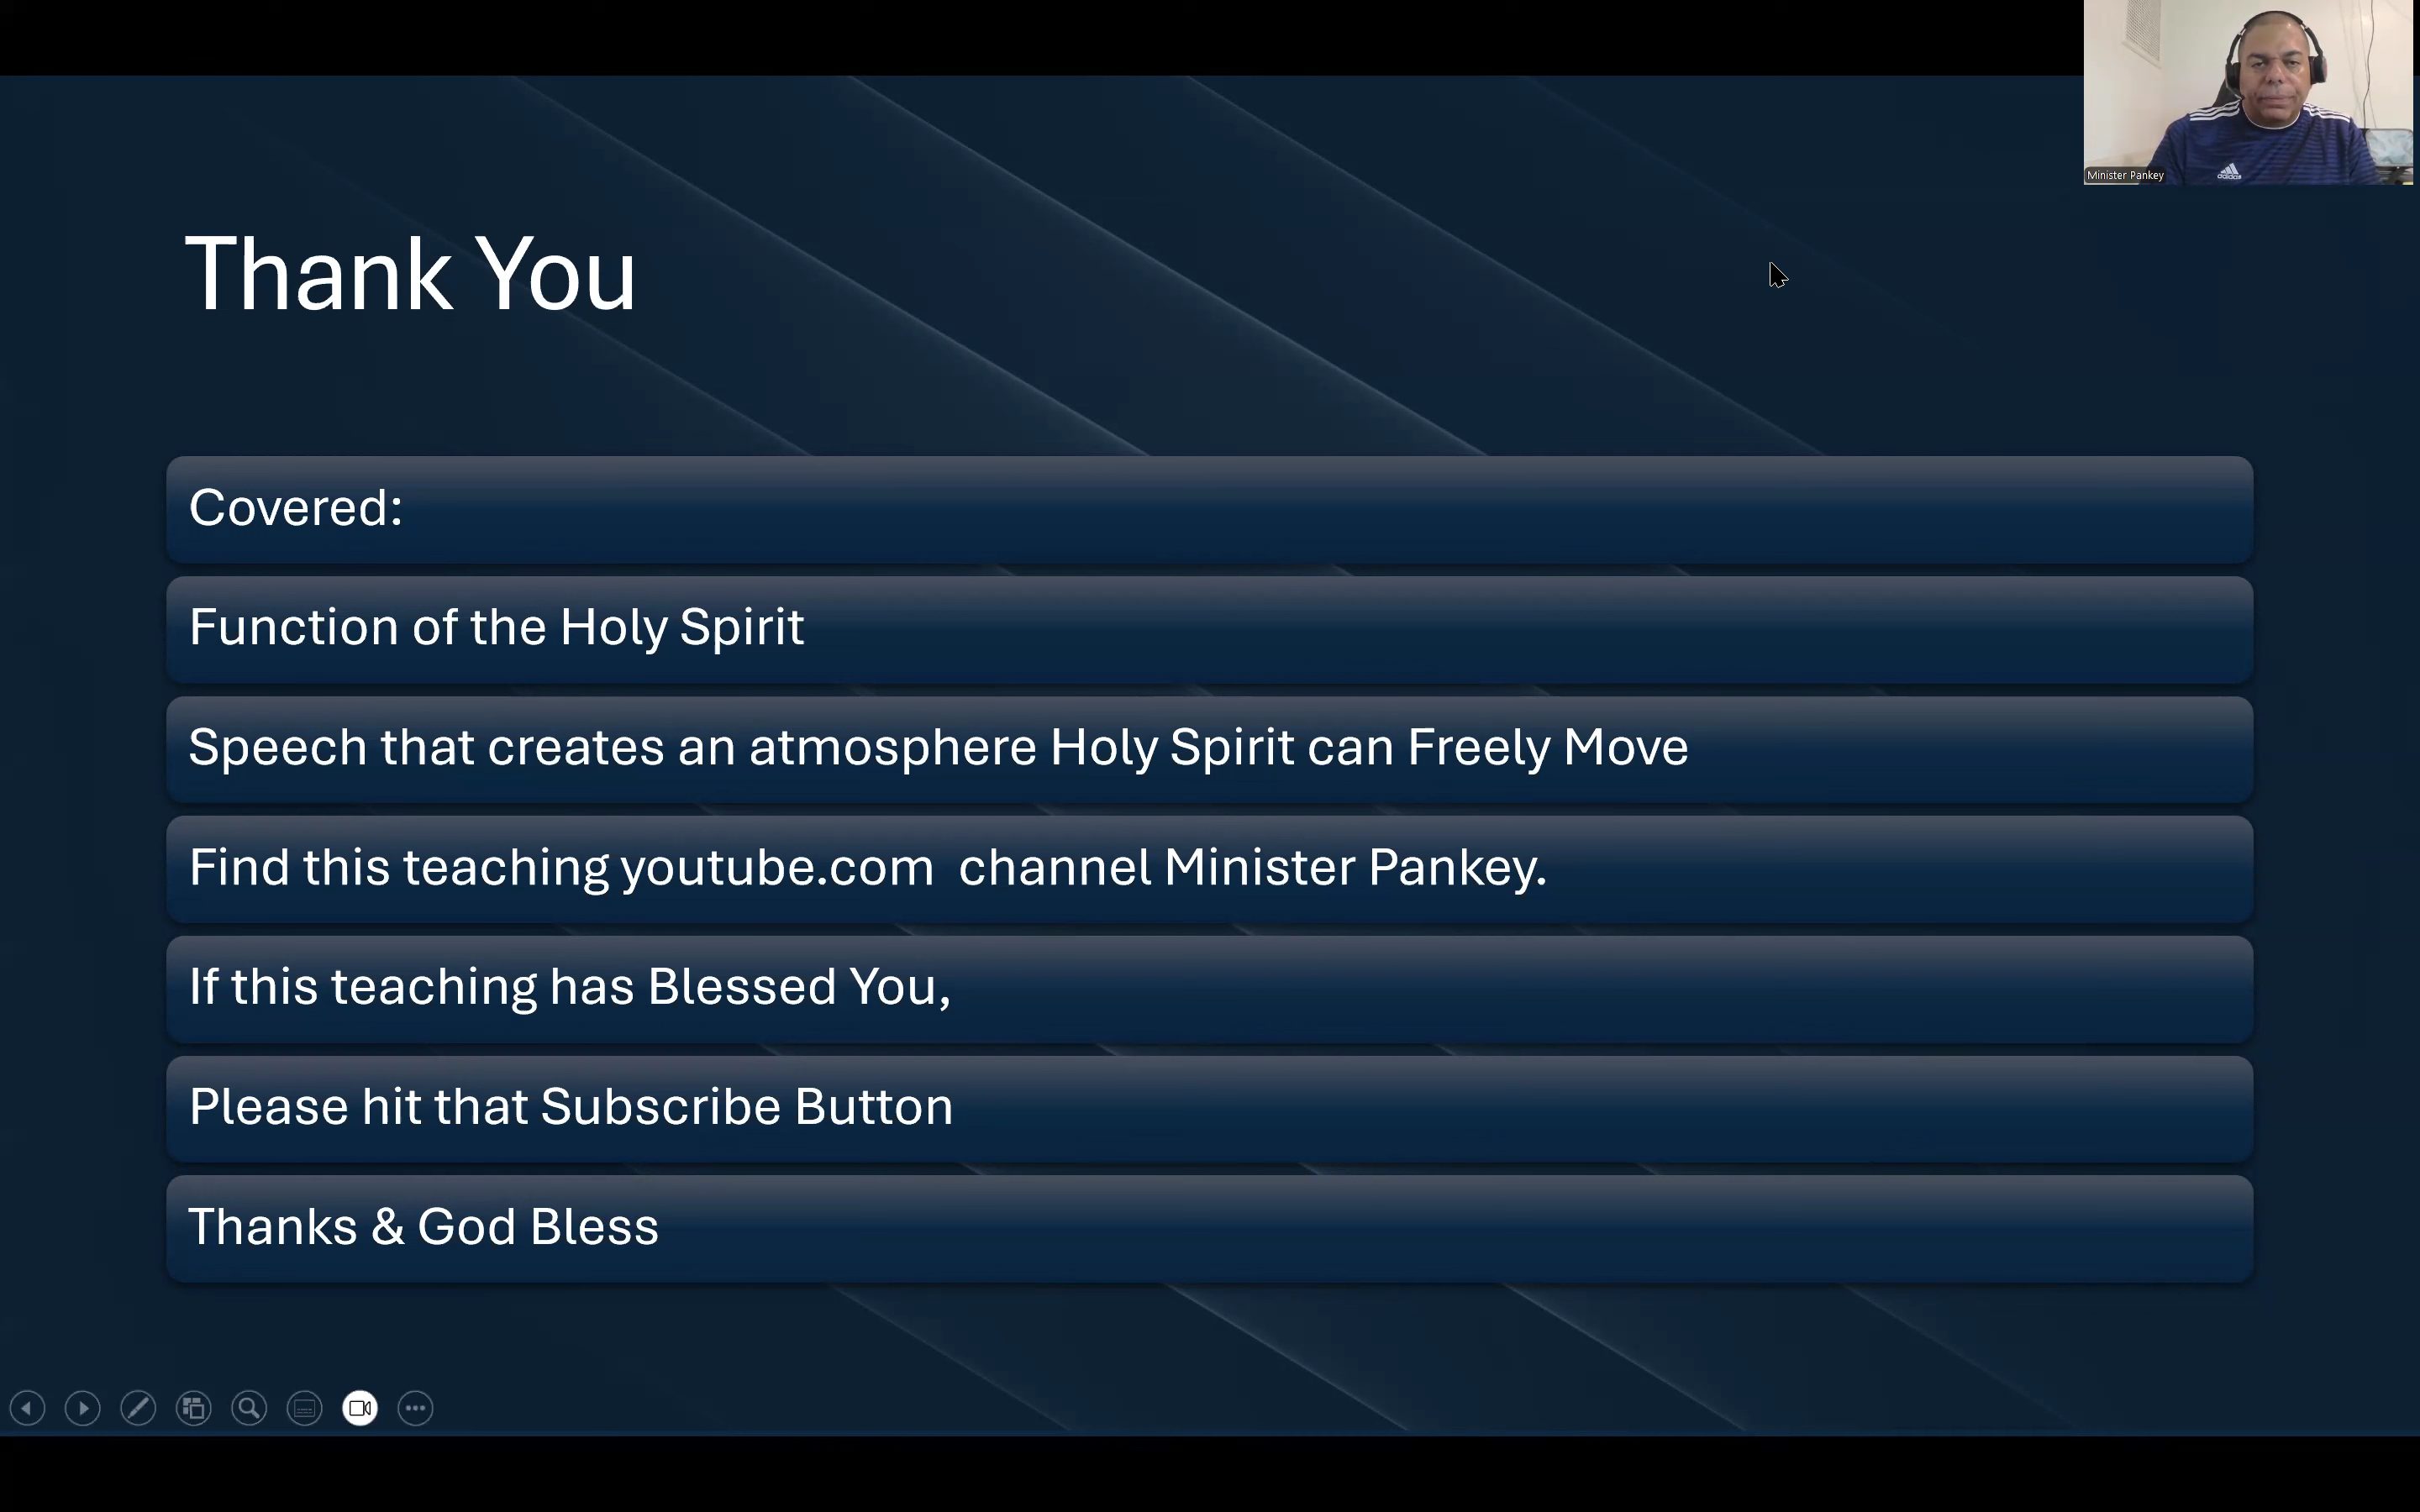 Minister Pankey
adidas
Thank You
Covered:
Function of the Holy Spirit
Speech that creates an atmosphere Holy Spirit can Freely Move
Find this teaching youtube.com  channel Minister Pankey.
If this teaching has Blessed You,
Please hit that Subscribe Button
Thanks & God Bless